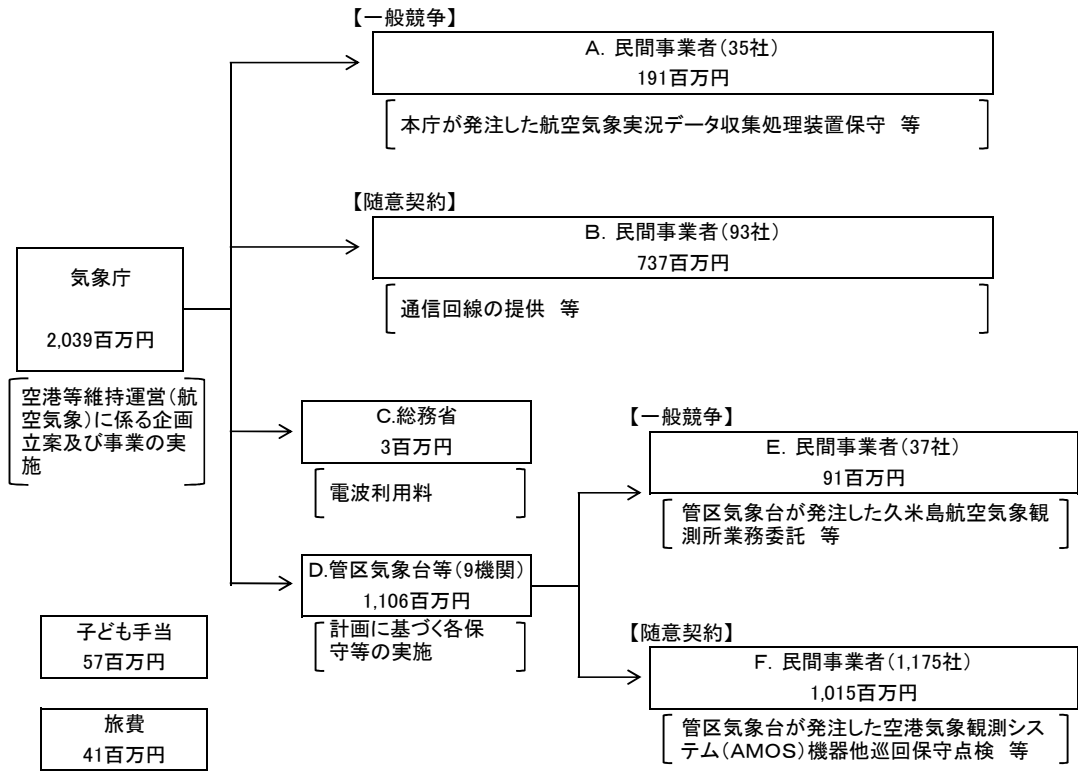 【一般競争】
A．民間事業者（35社）
191百万円
本庁が発注した航空気象実況データ収集処理装置保守　等
【随意契約】
B．民間事業者（93社）
737百万円
通信回線の提供　等
気象庁
2,039百万円
空港等維持運営（航
空気象）に係る企画
立案及び事業の実
施
C.総務省
3百万円
電波利用料
D.管区気象台等（9機関）
1,106百万円
計画に基づく各保
守等の実施
【一般競争】
E．民間事業者（37社）
91百万円
管区気象台が発注した久米島航空気象観
測所業務委託　等
【随意契約】
F．民間事業者（1,175社）
1,015百万円
管区気象台が発注した空港気象観測シス
テム（AMOS）機器他巡回保守点検　等
子ども手当
57百万円
旅費
41百万円